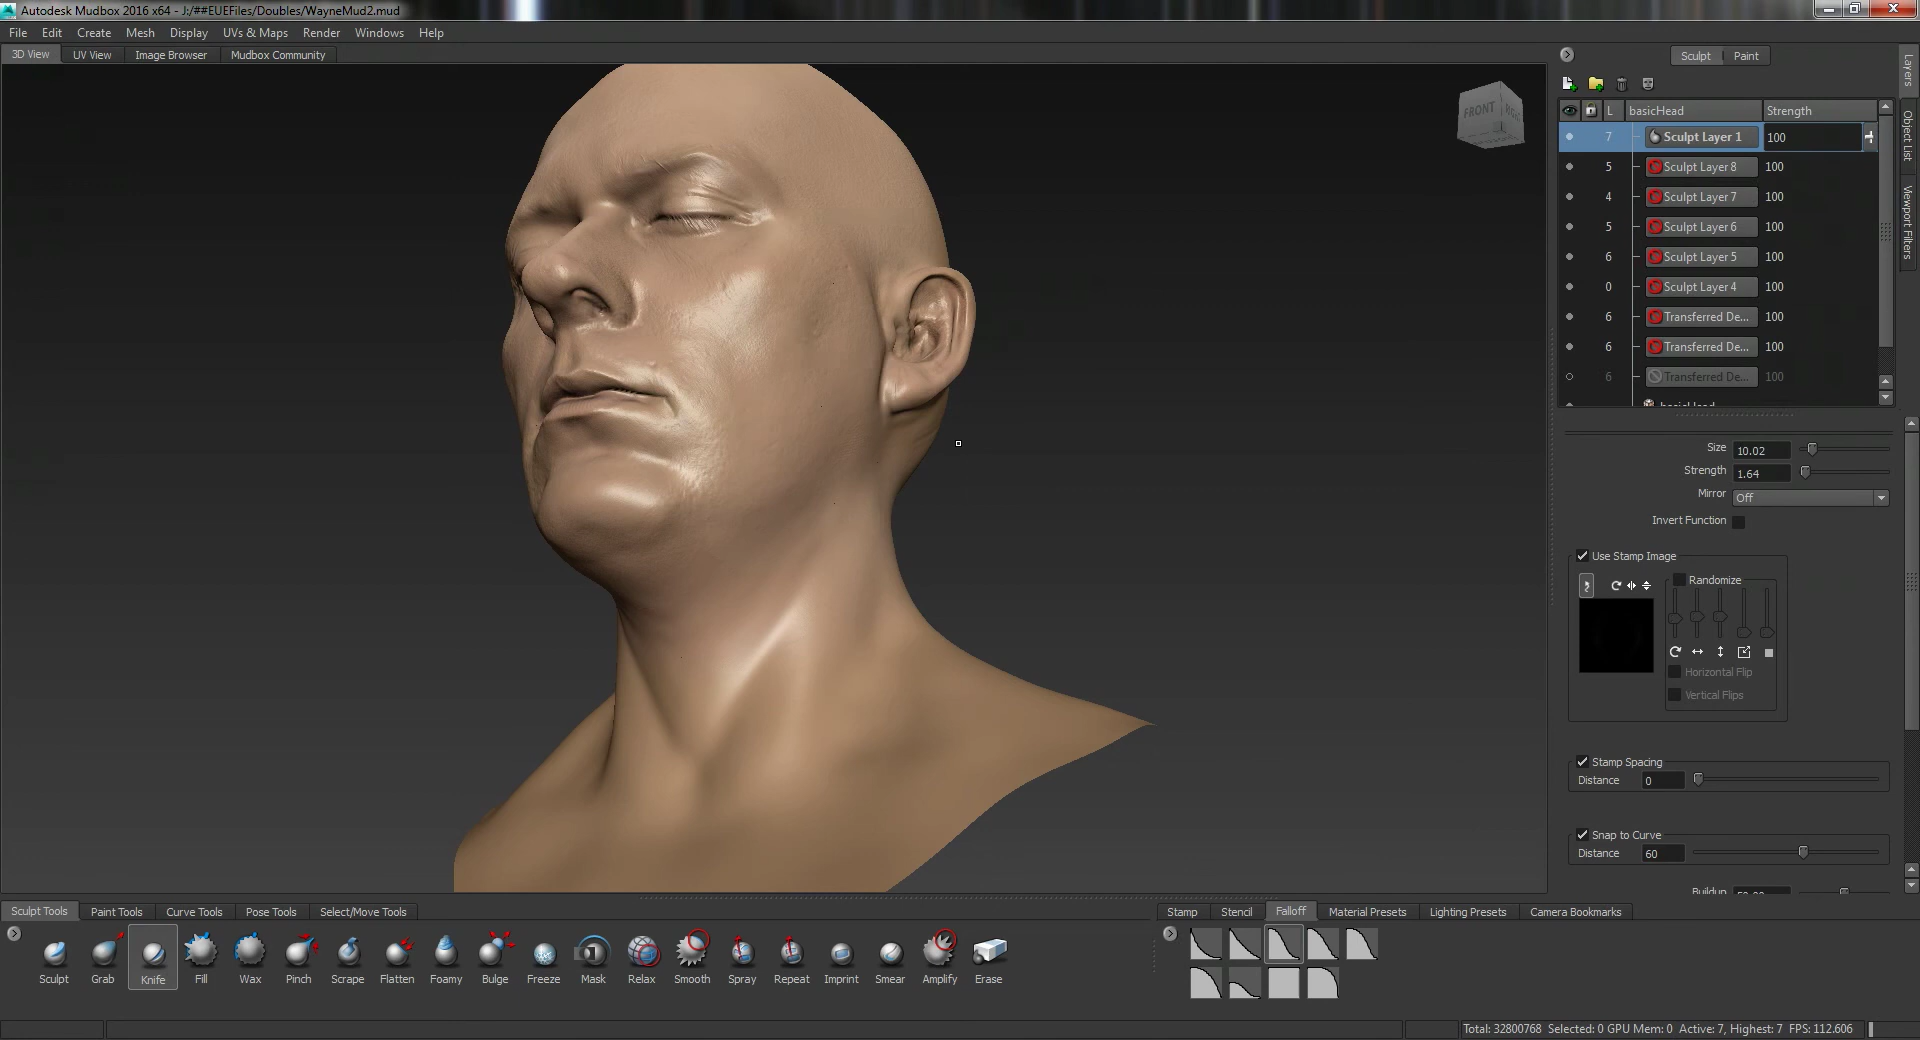 Autodesk Mudbox 2016 x64 - J:/##EUEFiles/Doubles/WayneMud2.mud
File Edit Create Mesh Display UVs & Maps Render Windows Help
3D View UV View Image Browser Mudbox Community
Sculpt Paint
Layers
Object List
Viewport Filters
L basicHead Strength
7 Sculpt Layer 1 100
5 Sculpt Layer 8 100
4 Sculpt Layer 7 100
5 Sculpt Layer 6 100
6 Sculpt Layer 5 100
0 Sculpt Layer 4 100
6 Transferred De... 100
6 Transferred De... 100
6 Transferred De... 100
basicHead
FRONT
Size 10.02
Strength 1.64
Mirror Off
Invert Function
Use Stamp Image
Randomize
Horizontal Flip
Vertical Flips
Stamp Spacing
Distance 0
Snap to Curve
Distance 60
Buildup
Sculpt Tools Paint Tools Curve Tools Pose Tools Select/Move Tools
Sculpt Grab Knife Fill Wax Pinch Scrape Flatten Foamy Bulge Freeze Mask Relax Smooth Spray Repeat Imprint Smear Amplify Erase
Stamp Stencil Falloff Material Presets Lighting Presets Camera Bookmarks
Total: 32800768 Selected: 0 GPU Mem: 0 Active: 7, Highest: 7 FPS: 112.606